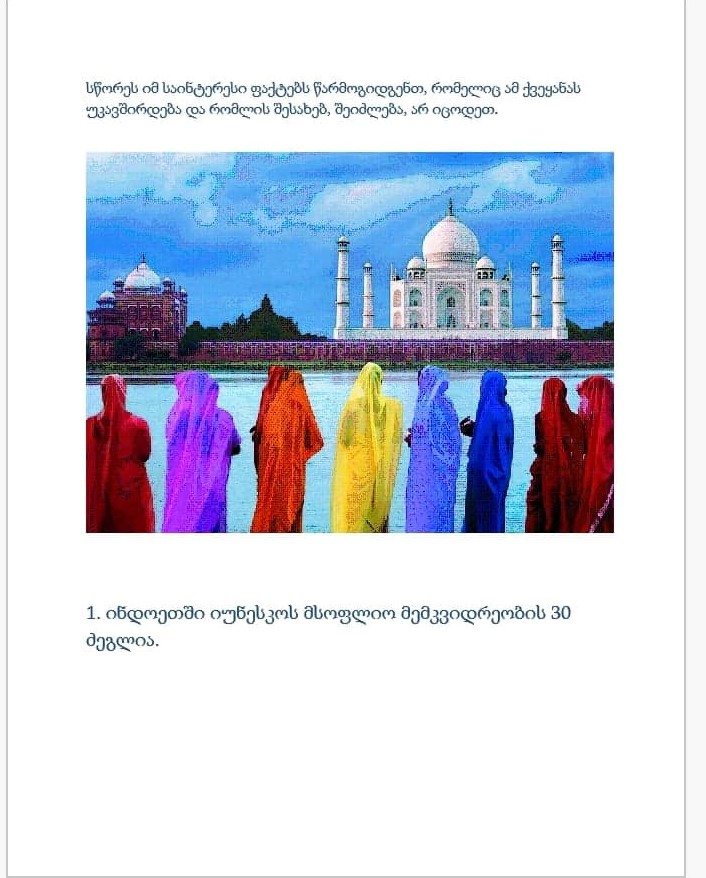 სწორეს იმ საინტერესი ფაქტებს წარმოგიდგენთ, რომელიც ამ ქვეყანას
უკავშირდება და რომლის შესახებ, შეიძლება, არ იცოდეთ.
1. ინდოეთში იუნესკოს მსოფლიო მემკვიდრეობის 30
ძეგლია.